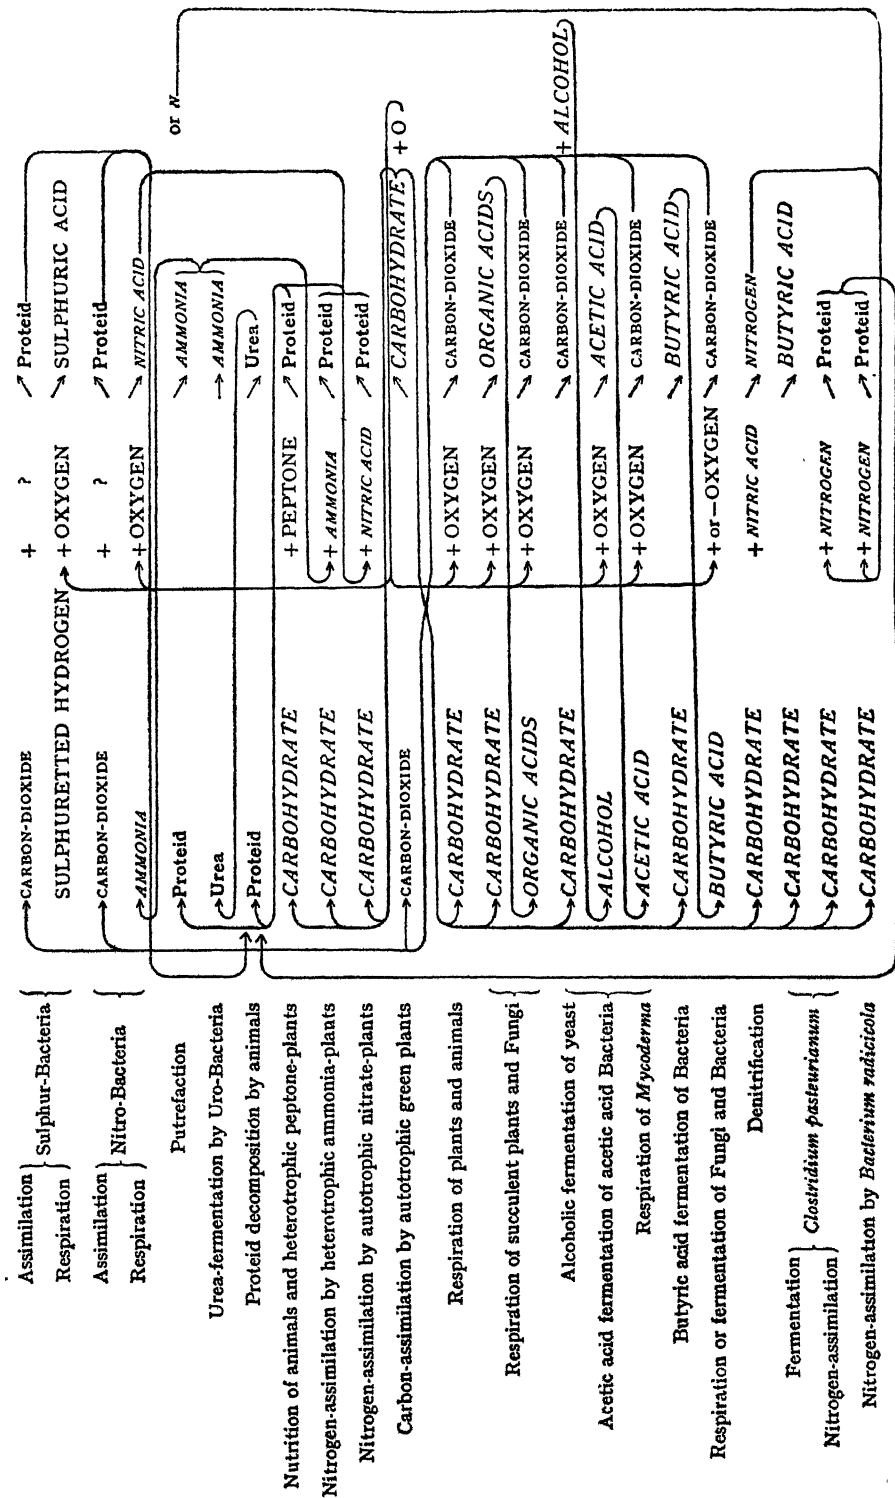 Assimilation Sulphur-Bacteria CARBON-DIOXIDE + ? Proteid
Respiration SULPHURETTED HYDROGEN + OXYGEN SULPHURIC ACID
Assimilation Nitro-Bacteria CARBON-DIOXIDE + ? Proteid
Respiration AMMONIA + OXYGEN NITRIC ACID
Putrefaction Proteid AMMONIA or N
Urea-fermentation by Uro-Bacteria Urea AMMONIA
Proteid decomposition by animals Proteid Urea
Nutrition of animals and heterotrophic peptone-plants CARBOHYDRATE + PEPTONE Proteid
Nitrogen-assimilation by heterotrophic ammonia-plants CARBOHYDRATE + AMMONIA Proteid
Nitrogen-assimilation by autotrophic nitrate-plants CARBOHYDRATE + NITRIC ACID Proteid
Carbon-assimilation by autotrophic green plants CARBON-DIOXIDE CARBOHYDRATE + O
Respiration of plants and animals CARBOHYDRATE + OXYGEN CARBON-DIOXIDE
Respiration of succulent plants and Fungi CARBOHYDRATE + OXYGEN ORGANIC ACIDS
ORGANIC ACIDS + OXYGEN CARBON-DIOXIDE
Alcoholic fermentation of yeast CARBOHYDRATE CARBON-DIOXIDE + ALCOHOL
Acetic acid fermentation of acetic acid Bacteria ALCOHOL + OXYGEN ACETIC ACID
Respiration of Mycoderma ACETIC ACID + OXYGEN CARBON-DIOXIDE
Butyric acid fermentation of Bacteria CARBOHYDRATE BUTYRIC ACID
Respiration or fermentation of Fungi and Bacteria BUTYRIC ACID + or — OXYGEN CARBON-DIOXIDE
Denitrification CARBOHYDRATE + NITRIC ACID NITROGEN
Fermentation Clostridium pasteurianum CARBOHYDRATE BUTYRIC ACID
Nitrogen-assimilation CARBOHYDRATE + NITROGEN Proteid
Nitrogen-assimilation by Bacterium radicicola CARBOHYDRATE + NITROGEN Proteid